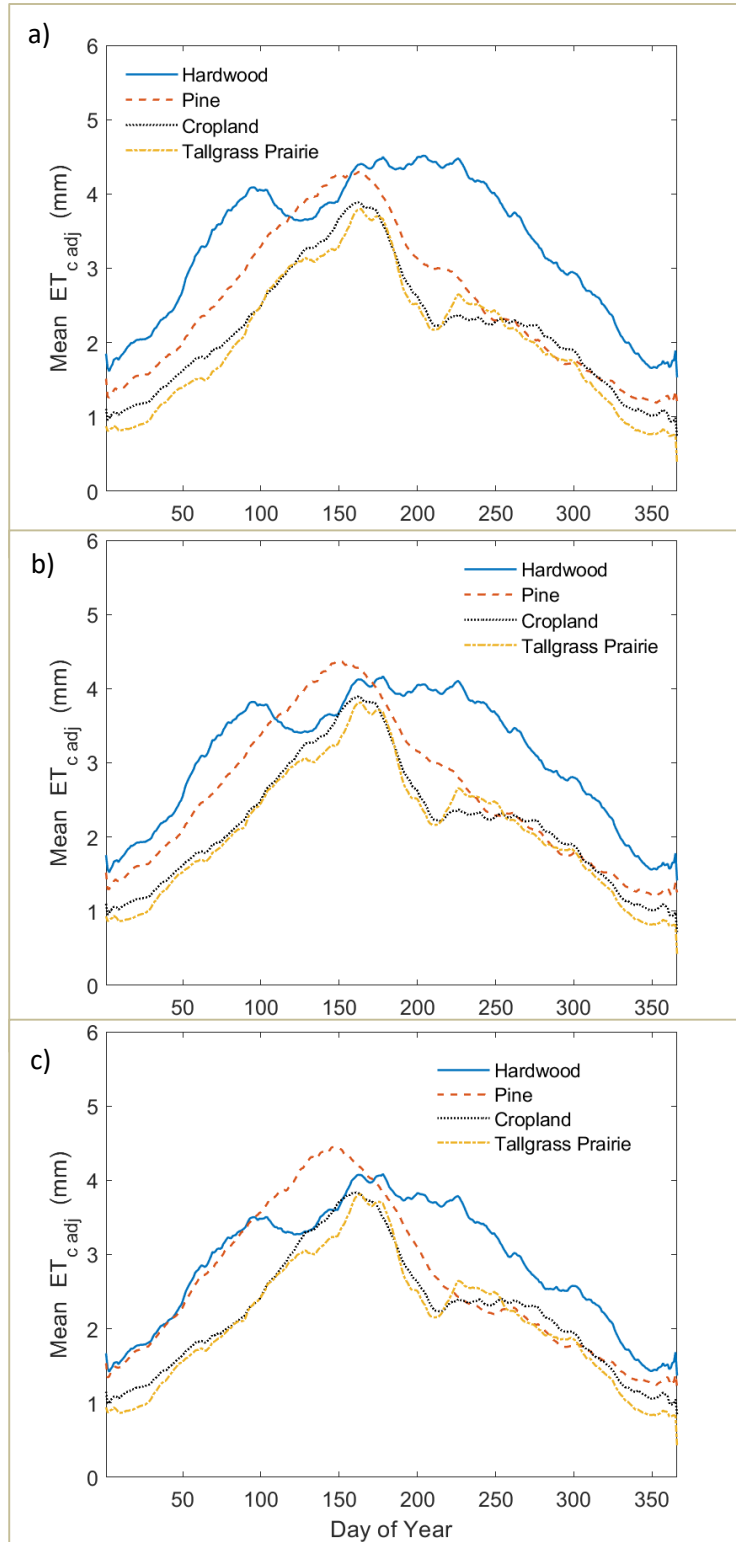 a)
6
5
4
3
2
1
0
Mean ET c adj (mm)
Hardwood
Pine
Cropland
Tallgrass Prairie
50 100 150 200 250 300 350
b)
6
5
4
3
2
1
0
Mean ET c adj (mm)
Hardwood
Pine
Cropland
Tallgrass Prairie
50 100 150 200 250 300 350
c)
6
5
4
3
2
1
0
Mean ET c adj (mm)
Hardwood
Pine
Cropland
Tallgrass Prairie
50 100 150 200 250 300 350
Day of Year